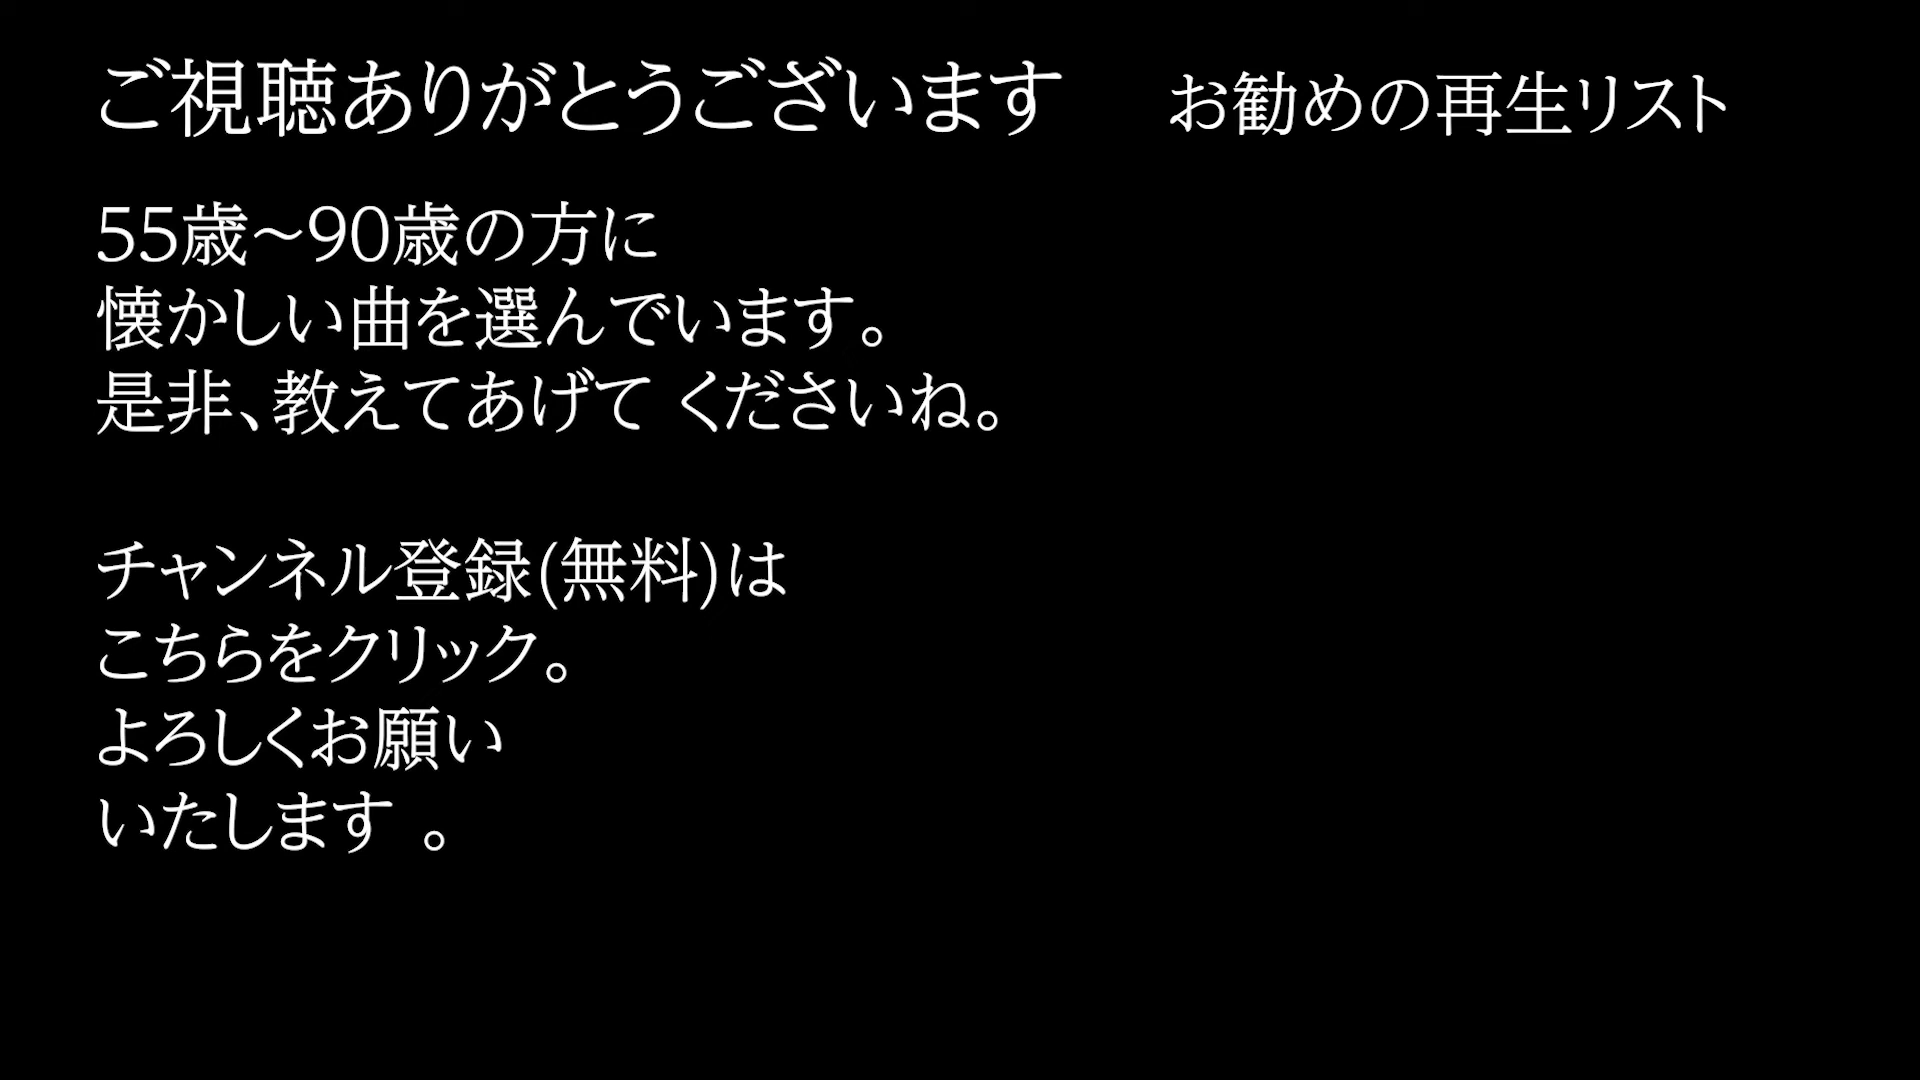 ご視聴ありがとうございます
お勧めの再生リスト
55歳～90歳の方に
懐かしい曲を選んでいます。
是非、教えてあげて くださいね。
チャンネル登録(無料)は
こちらをクリック。
よろしくお願い
いたします 。